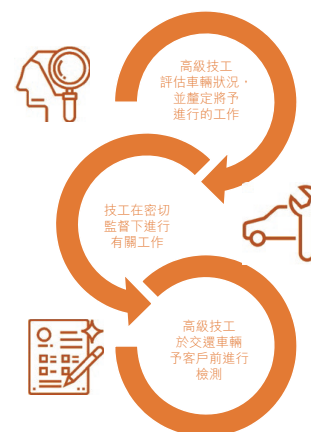 高級技工
評估車輛狀況，
並釐定將予
進行的工作
技工在密切
監督下進行
有關工作
高級技工
於交還車輛
予客戶前進行
檢測